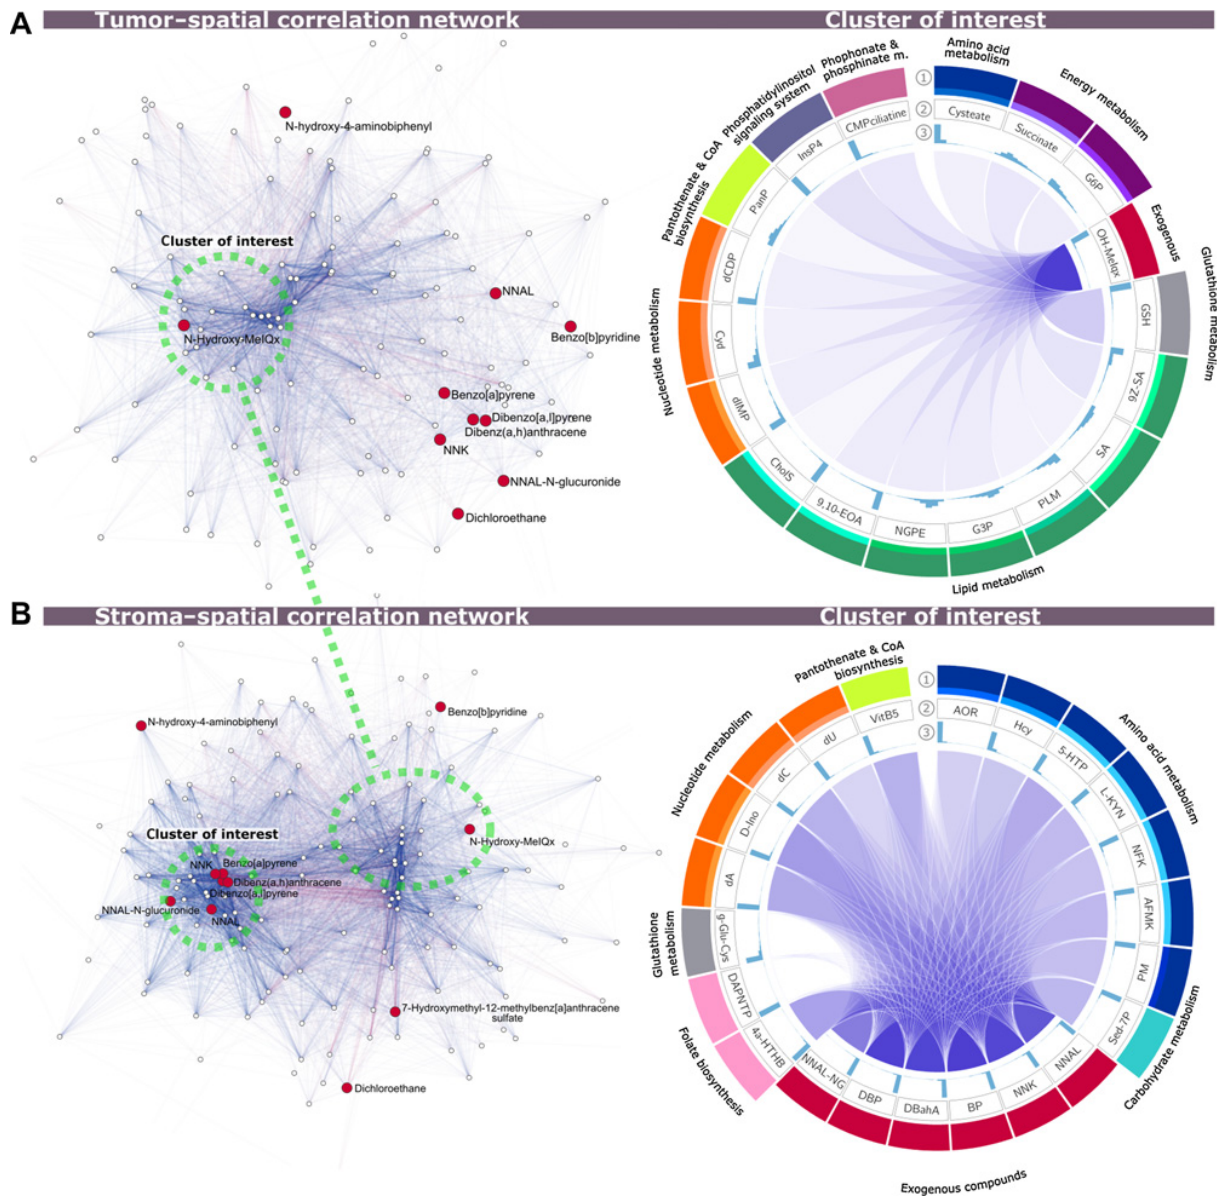 A
Tumor–spatial correlation network
Cluster of interest
N-hydroxy-4-aminobiphenyl
Cluster of interest
N-Hydroxy-MeIQx
NNAL
Benzo[b]pyridine
Benzo[a]pyrene
Dibenzo[a,l]pyrene
Dibenz(a,h)anthracene
NNK
NNAL-N-glucuronide
Dichloroethane
Pantothenate & CoA
biosynthesis
Phosphatidylinositol
signaling system
Phophonate &
phosphinate m.
Amino acid
metabolism
Energy metabolism
Exogenous
Glutathione metabolism
Lipid metabolism
Nucleotide metabolism
1
2
3
Cysteate
Succinate
G6P
OH-MeIqx
GSH
9Z-SA
SA
PLM
G3P
NGPE
9,10-EOA
CholS
dIMP
Cyd
dCDP
PanP
InsP4
CMPciliatine
B
Stroma–spatial correlation network
Cluster of interest
N-hydroxy-4-aminobiphenyl
Benzo[b]pyridine
Cluster of interest
N-Hydroxy-MeIQx
NNK
Benzo[a]pyrene
Dibenz(a,h)anthracene
Dibenzo[a,l]pyrene
NNAL-N-glucuronide
NNAL
7-Hydroxymethyl-12-methylbenz[a]anthracene
sulfate
Dichloroethane
Pantothenate & CoA
biosynthesis
Nucleotide metabolism
Amino acid metabolism
Carbohydrate metabolism
Exogenous compounds
Folate biosynthesis
Glutathione
metabolism
1
2
3
AOR
Hcy
5-HTP
L-KYN
NFK
AFMK
PM
Sed-7P
NNAL
NNK
BP
DBahA
DBP
NNAL-NG
4a-HTHB
DAPNTP
g-Glu-Cys
dA
D-Ino
dC
dU
VitB5